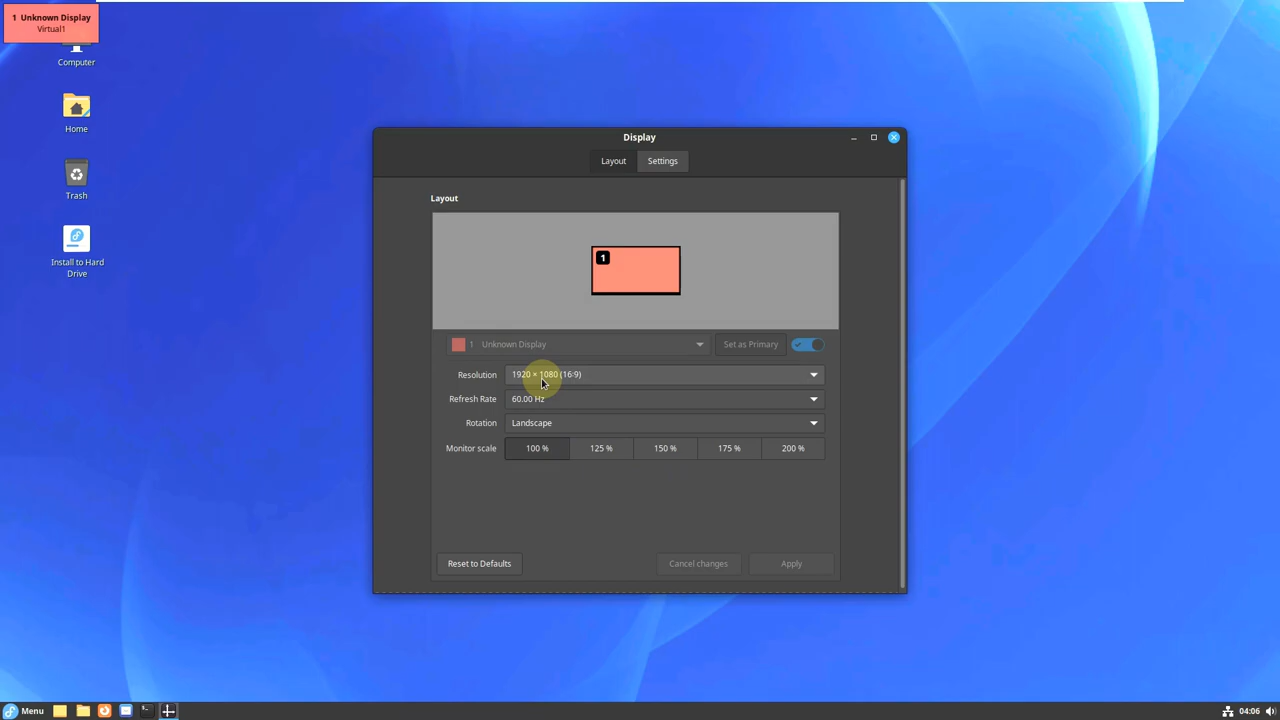 1 Unknown Display
Virtual1
Computer
Home
Trash
Install to Hard
Drive
Display
Layout
Settings
Layout
1
1 Unknown Display
Set as Primary
Resolution
1920 × 1080 (16:9)
Refresh Rate
60.00 Hz
Rotation
Landscape
Monitor scale
100 %
125 %
150 %
175 %
200 %
Reset to Defaults
Cancel changes
Apply
Menu
04:06